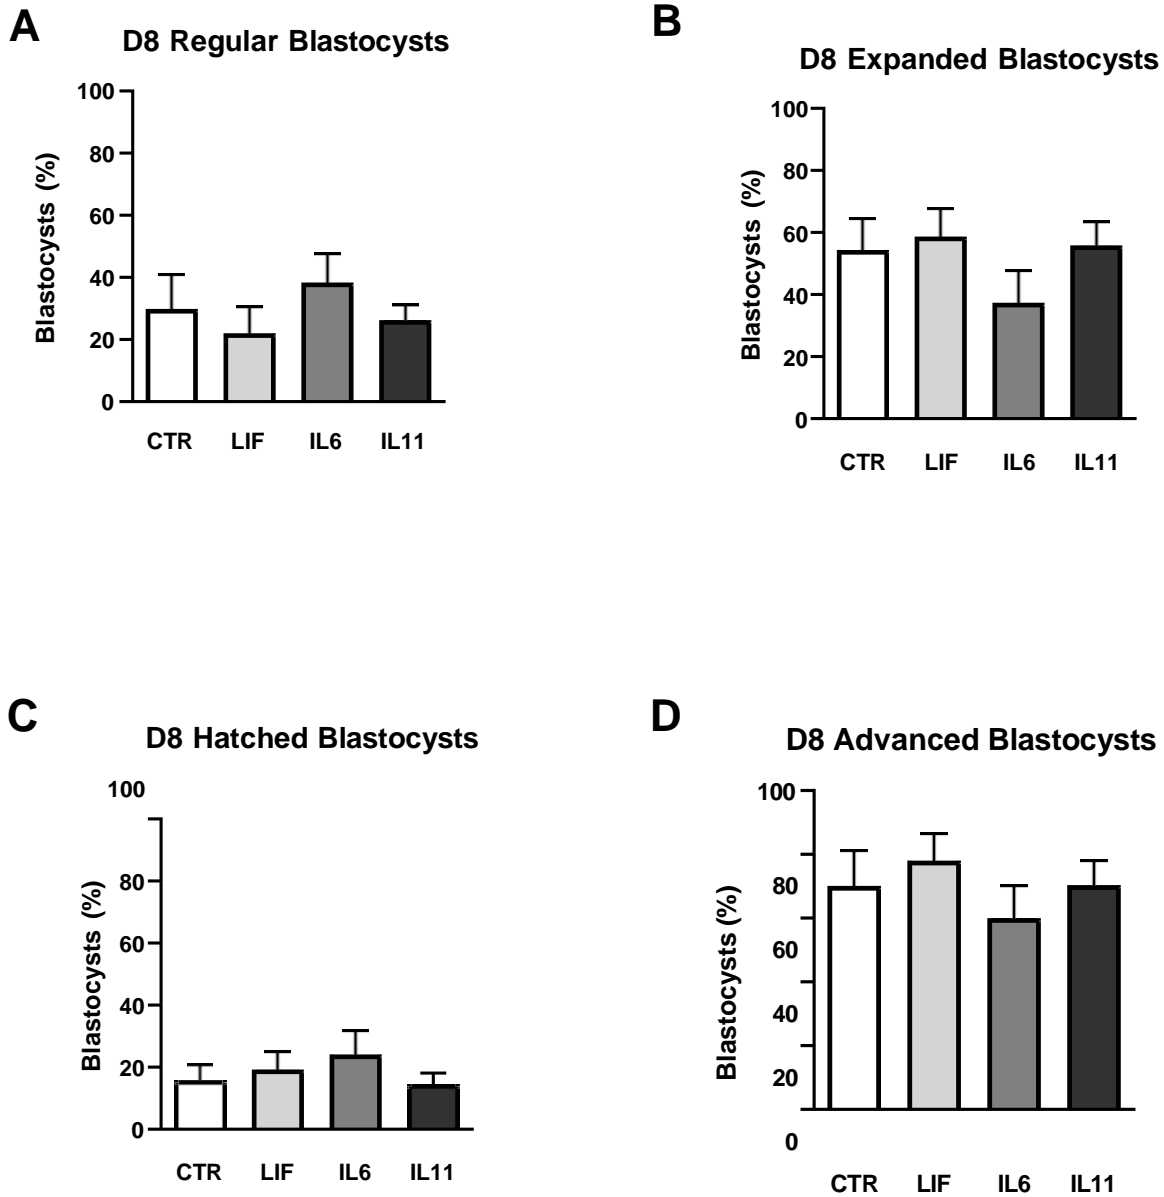 A
D8 Regular Blastocysts
Blastocysts (%)
100
80
60
40
20
0
CTR LIF IL6 IL11
B
D8 Expanded Blastocysts
Blastocysts (%)
100
80
60
40
20
0
CTR LIF IL6 IL11
C
D8 Hatched Blastocysts
Blastocysts (%)
100
80
60
40
20
0
CTR LIF IL6 IL11
D
D8 Advanced Blastocysts
Blastocysts (%)
100
80
60
40
20
0
CTR LIF IL6 IL11